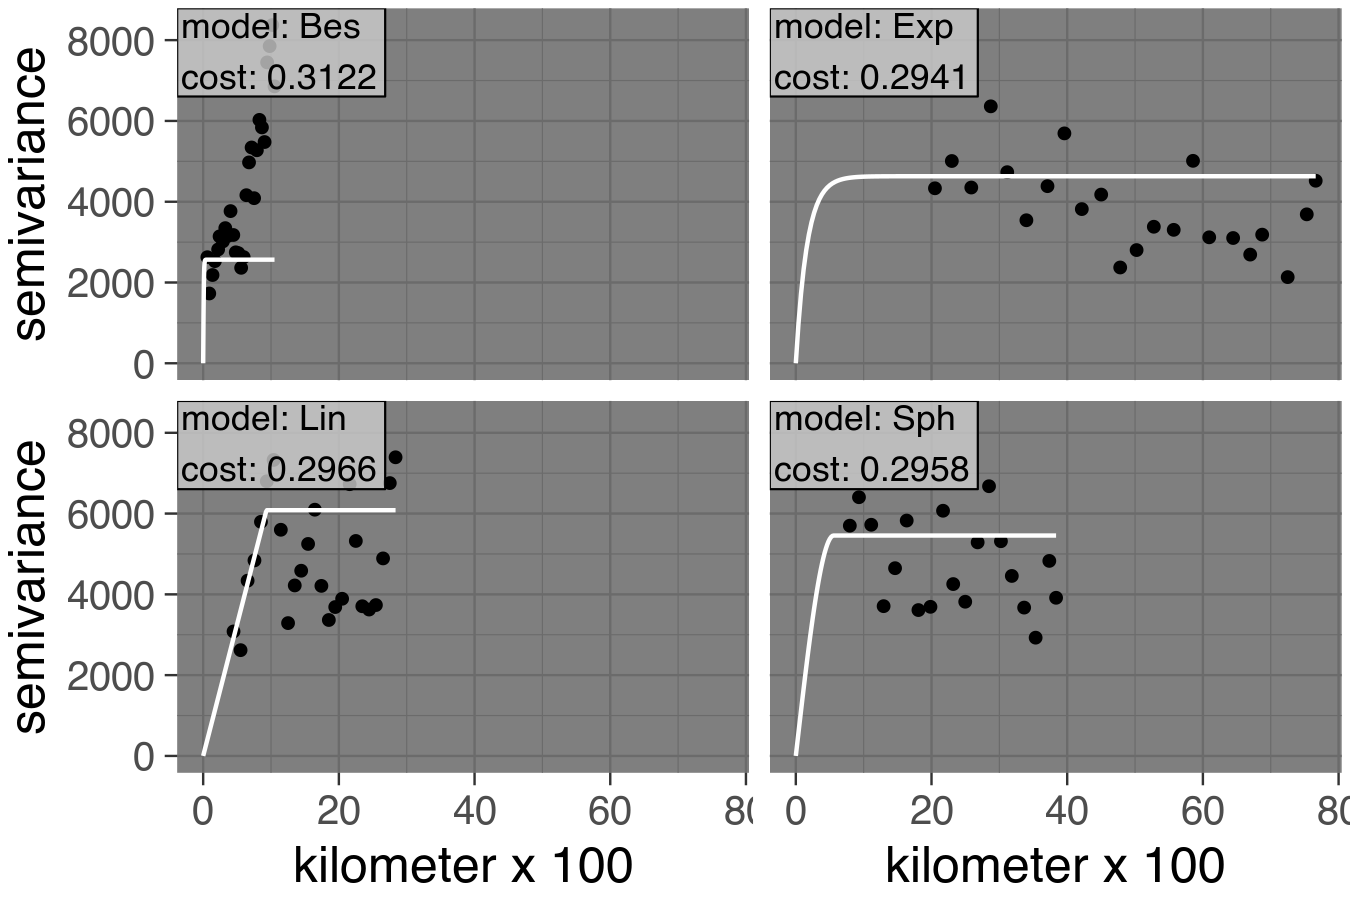 model: Bes
cost: 0.3122
model: Exp
cost: 0.2941
semivariance
8000
6000
4000
2000
0
model: Lin
cost: 0.2966
model: Sph
cost: 0.2958
semivariance
8000
6000
4000
2000
0
0 20 40 60 80
0 20 40 60 80
kilometer x 100
kilometer x 100